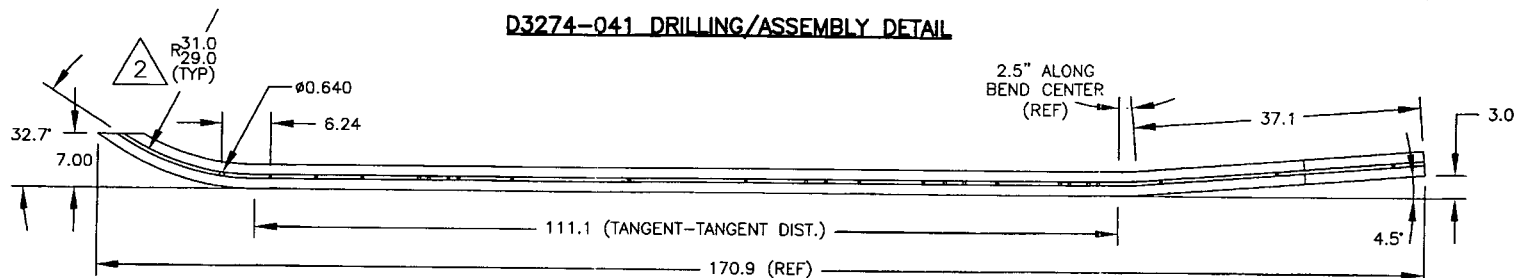 D3274-041 DRILLING/ASSEMBLY DETAIL
2
R31.0
29.0
(TYP)
ø0.640
2.5" ALONG
BEND CENTER
(REF)
6.24
37.1
3.0
32.7°
7.00
111.1 (TANGENT-TANGENT DIST.)
4.5°
170.9 (REF)